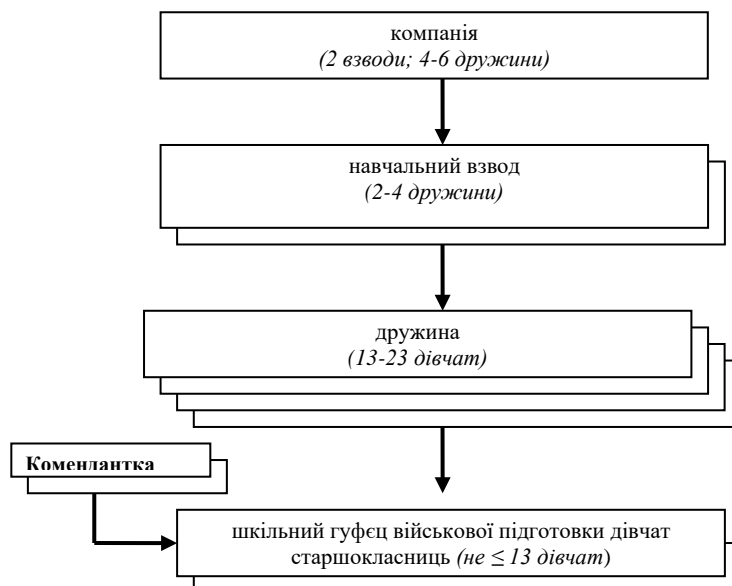 компанія
(2 взводи; 4-6 дружини)
навчальний взвод
(2-4 дружини)
дружина
(13-23 дівчат)
Комендантка
шкільний гуфєц військової підготовки дівчат
старшокласниць (не ≤ 13 дівчат)